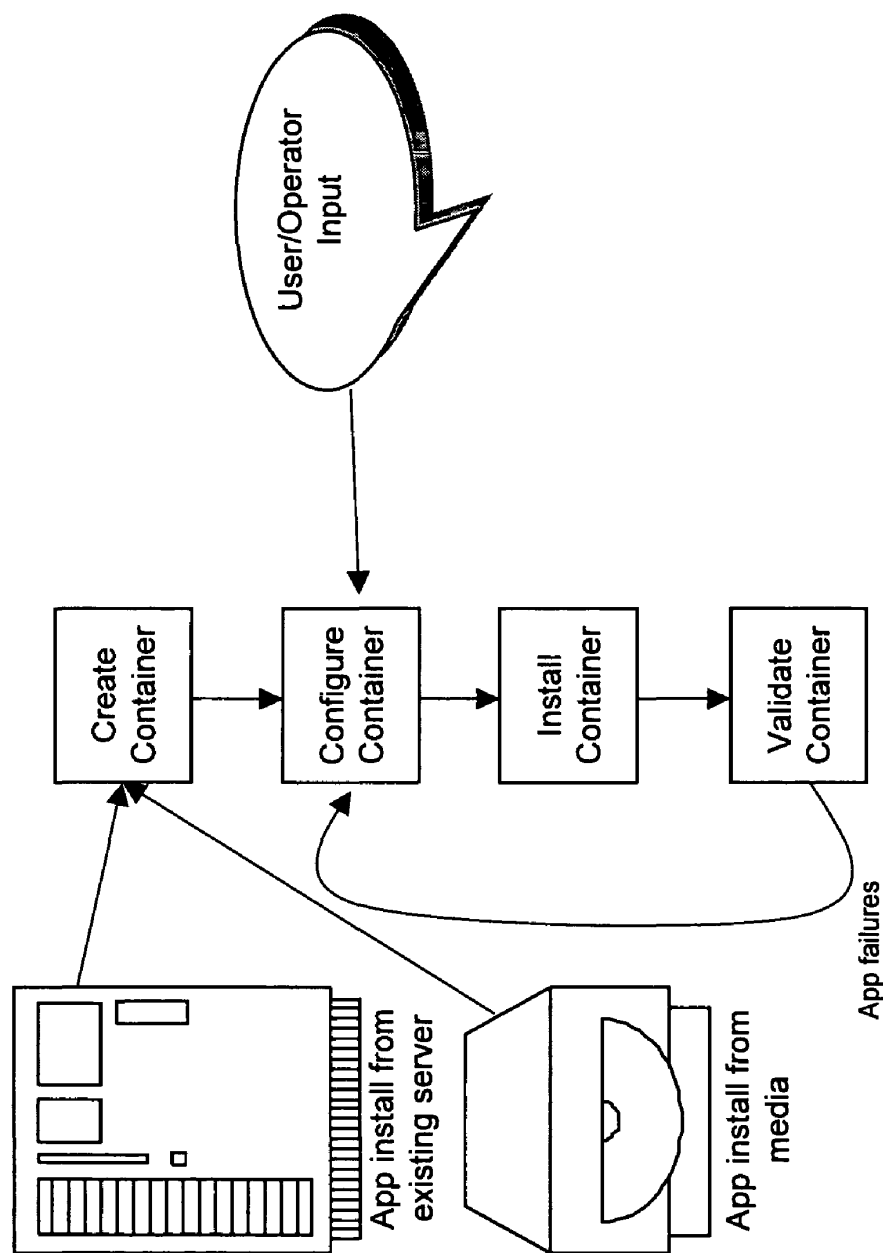 User/Operator
Input
Create
Container
Configure
Container
Install
Container
Validate
Container
App install from
existing server
App install from
media
App failures